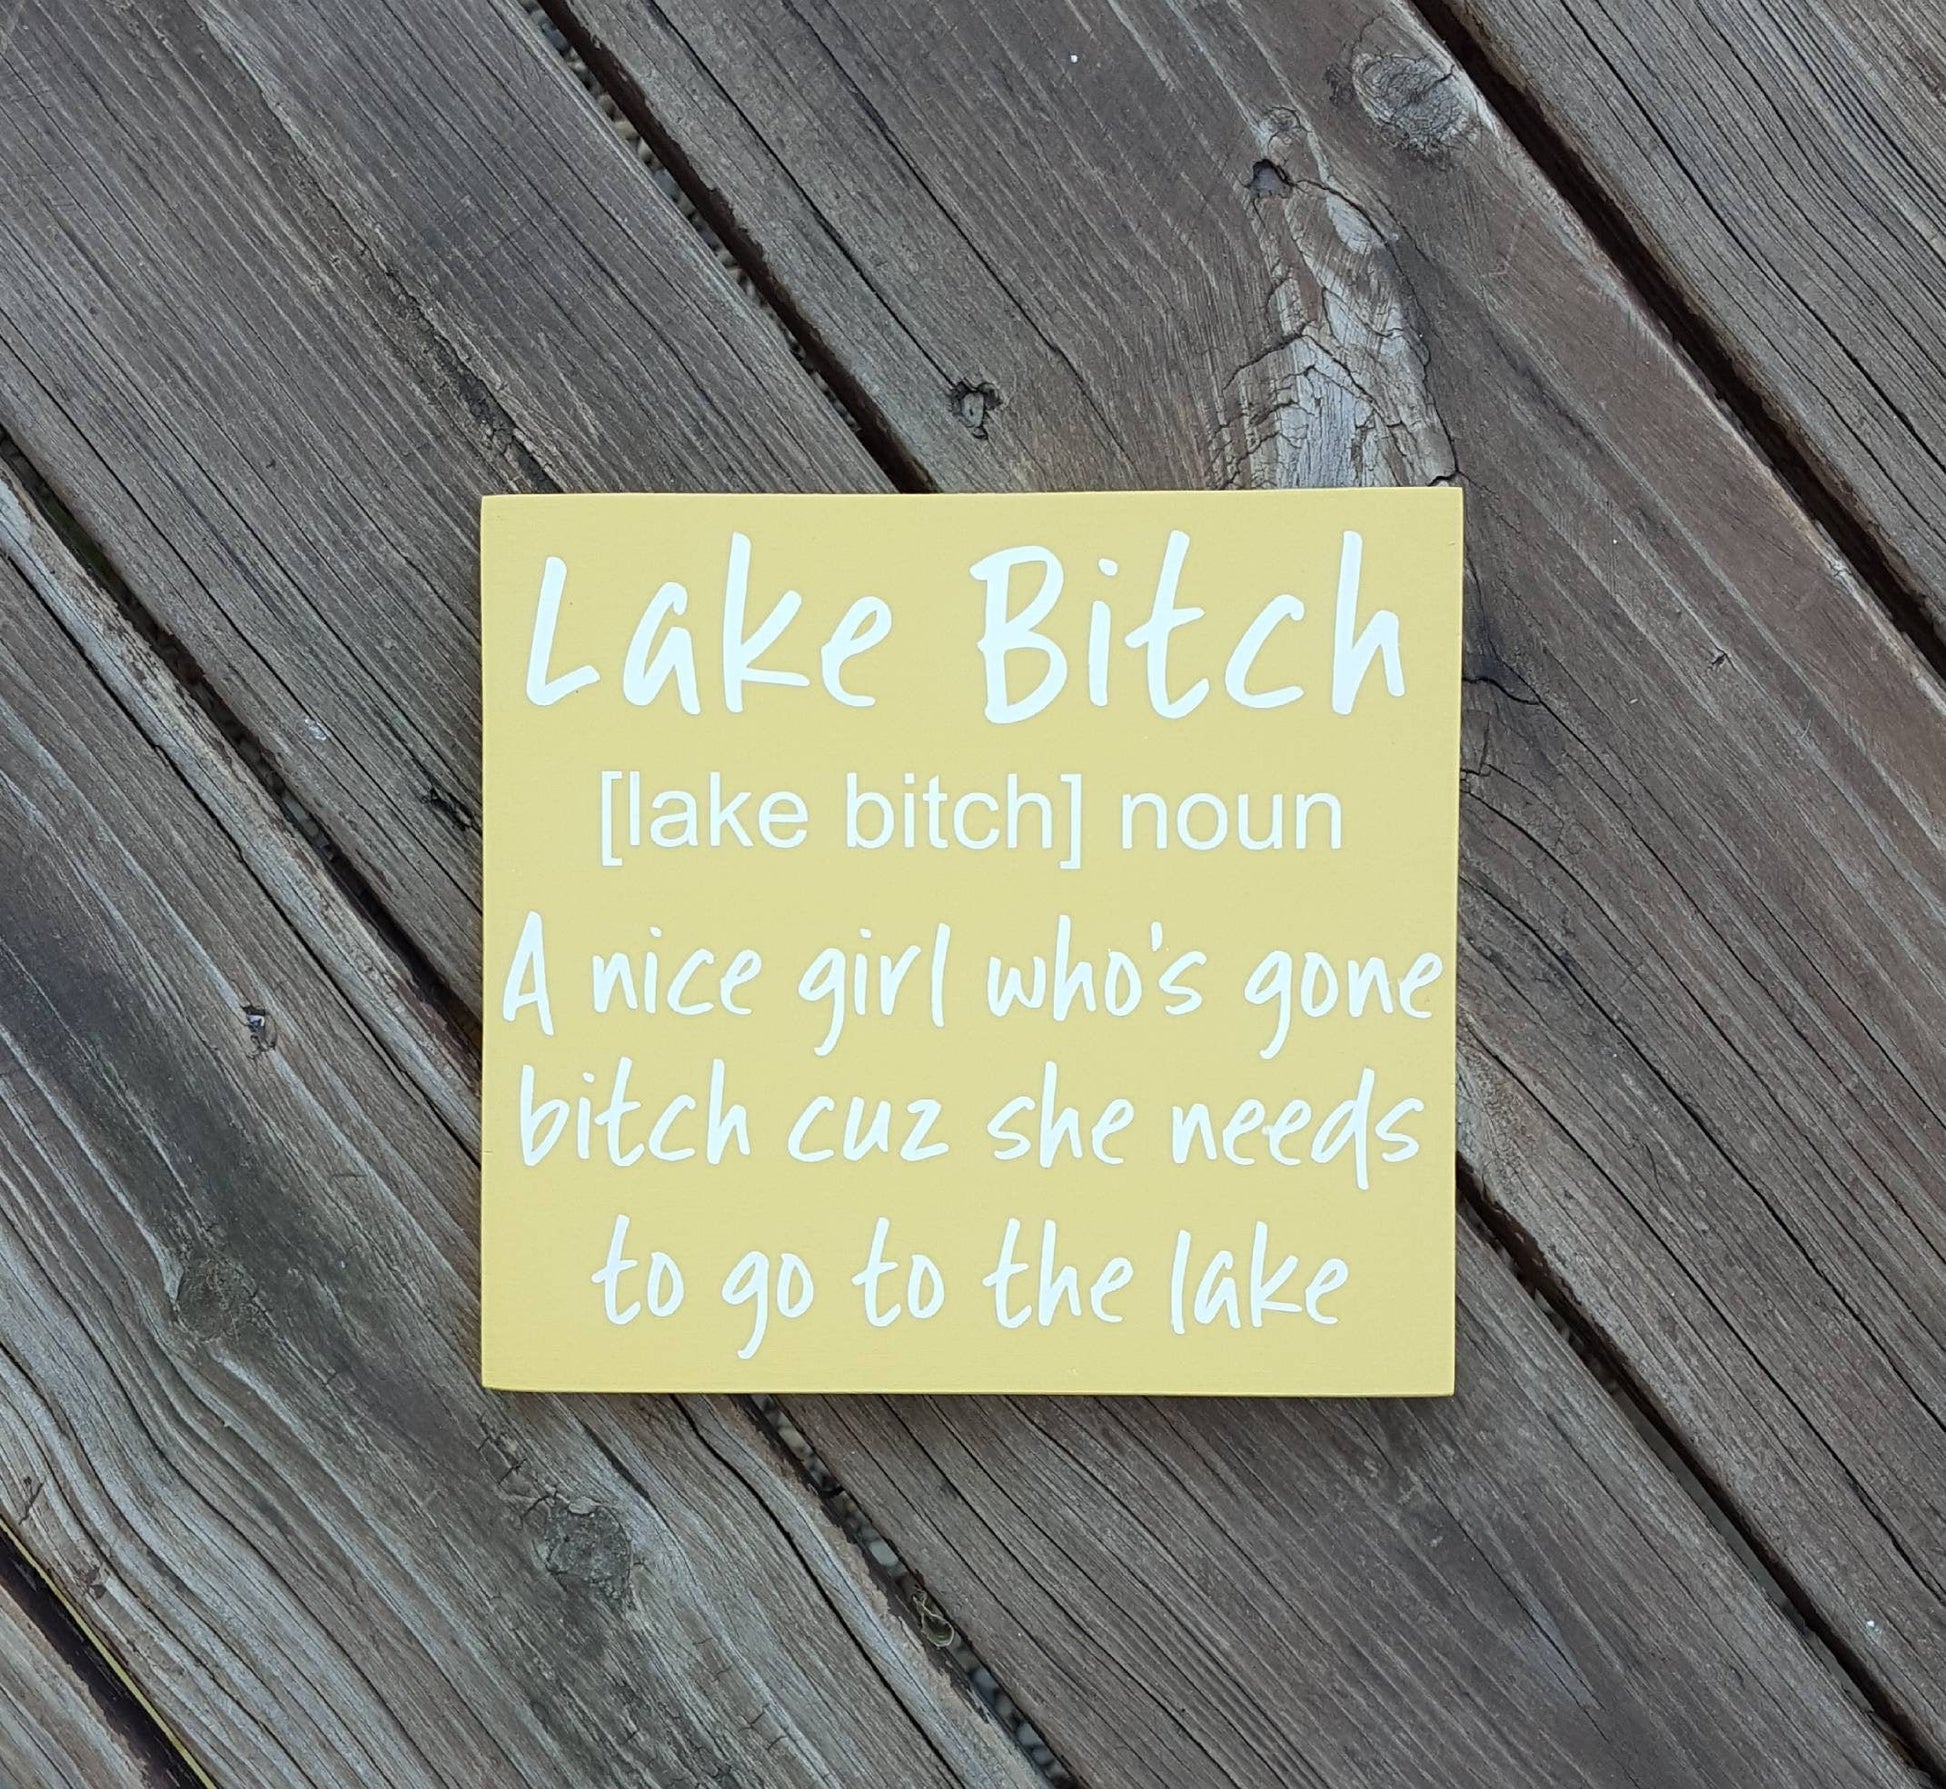 Lake Bitch
[lake bitch] noun
A nice girl who's gone
bitch cuz she needs
to go to the lake